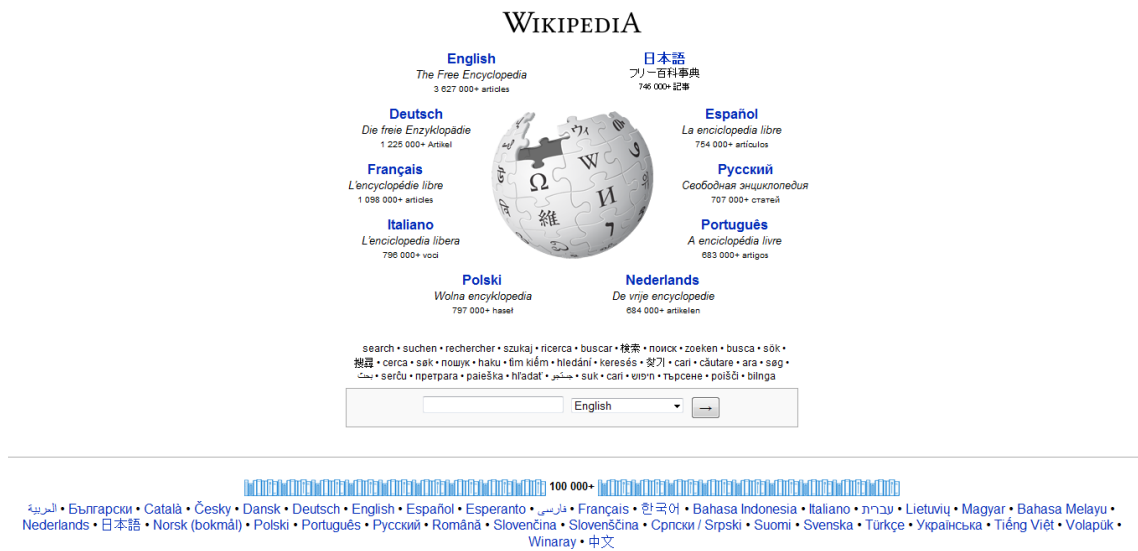 WIKIPEDIA
English
The Free Encyclopedia
3 627 000+ articles
日本語
フリー百科事典
746 000+ 記事
Deutsch
Die freie Enzyklopädie
1 225 000+ Artikel
Español
La enciclopedia libre
754 000+ artículos
Français
L'encyclopédie libre
1 098 000+ articles
Русский
Свободная энциклопедия
707 000+ статей
Italiano
L'enciclopedia libera
796 000+ voci
Português
A enciclopédia livre
683 000+ artigos
Polski
Wolna encyklopedia
797 000+ haseł
Nederlands
De vrije encyclopedie
684 000+ artikelen
Ω W И 維 ウィ
search • suchen • rechercher • szukaj • ricerca • buscar • 検索 • поиск • zoeken • busca • sök •
搜尋 • cerca • søk • пошук • haku • tìm kiếm • hledání • keresés • 찾기 • cari • căutare • ara • søg •
بحث • serĉu • претрага • paieška • hľadať • جستجو • suk • cari • חיפוש • търсене • poišči • bilnga
English →
100 000+
العربية • Български • Català • Česky • Dansk • Deutsch • English • Español • Esperanto • فارسی • Français • 한국어 • Bahasa Indonesia • Italiano • עברית • Lietuvių • Magyar • Bahasa Melayu •
Nederlands • 日本語 • Norsk (bokmål) • Polski • Português • Русский • Română • Slovenčina • Slovenščina • Српски / Srpski • Suomi • Svenska • Türkçe • Українська • Tiếng Việt • Volapük •
Winaray • 中文